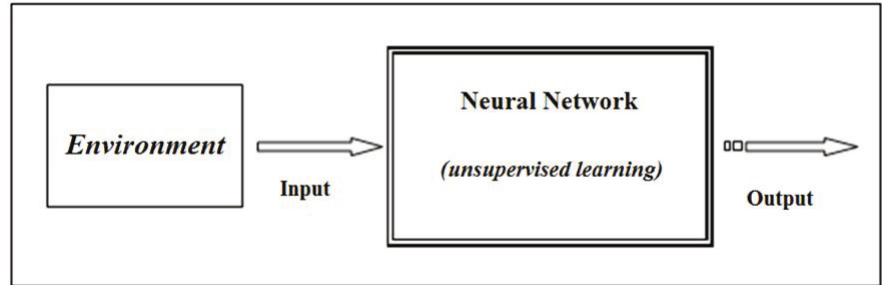 Environment
Input
Neural Network
(unsupervised learning)
Output